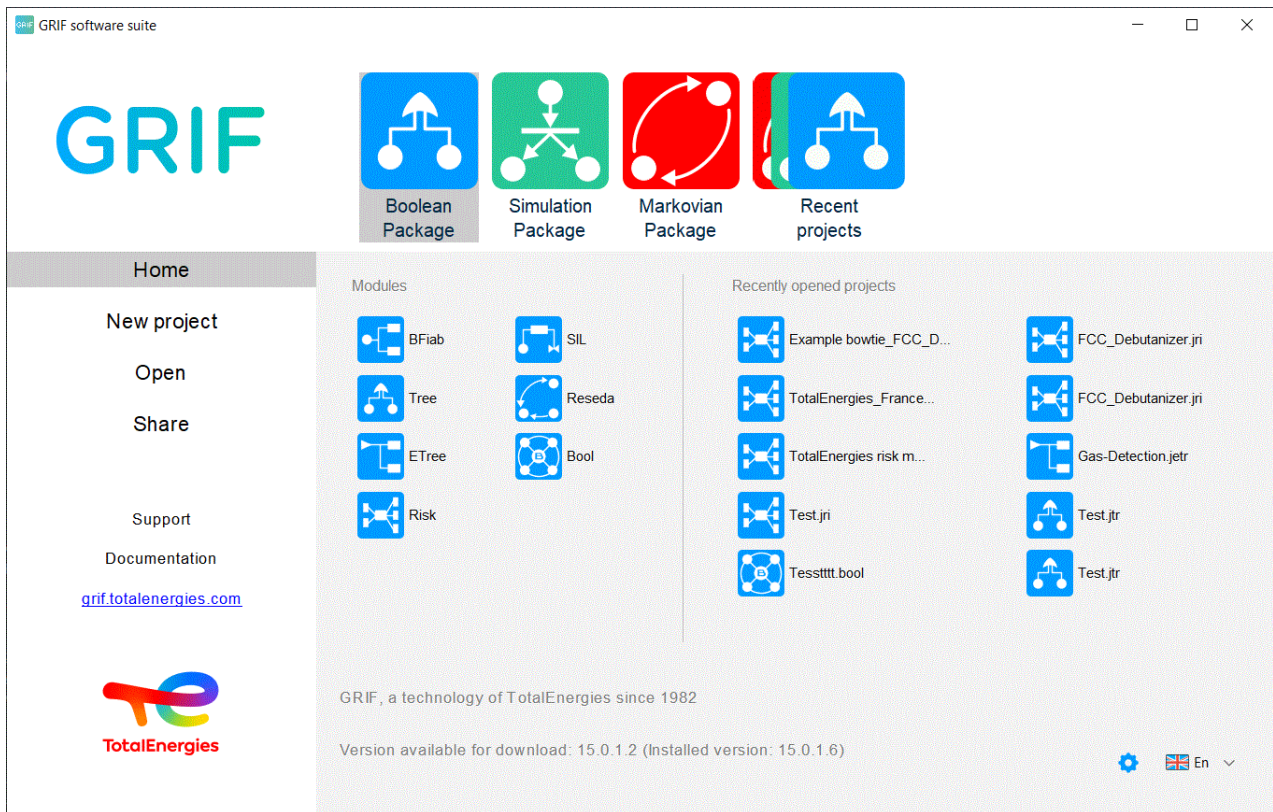 GRIF software suite
GRIF
Boolean
Package
Simulation
Package
Markovian
Package
Recent
projects
Home
New project
Open
Share
Support
Documentation
grif.totalenergies.com
TotalEnergies
Modules
BFiab
SIL
Tree
Reseda
ETree
Bool
Risk
Recently opened projects
Example bowtie_FCC_D...
FCC_Debutanizer.jri
TotalEnergies_France...
FCC_Debutanizer.jri
TotalEnergies risk m...
Gas-Detection.jetr
Test.jri
Test.jtr
Tesstttt.bool
Test.jtr
GRIF, a technology of TotalEnergies since 1982
Version available for download: 15.0.1.2 (Installed version: 15.0.1.6)
En